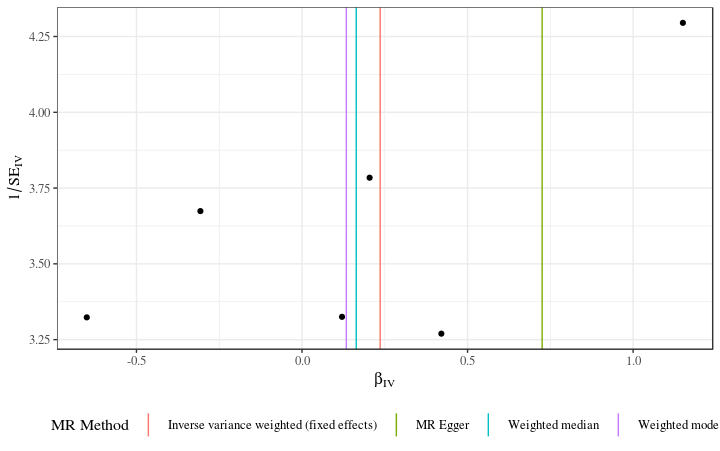 4.25
4.00
3.75
3.50
3.25
1/SE_IV
-0.5 0.0 0.5 1.0
β_IV
MR Method Inverse variance weighted (fixed effects) MR Egger Weighted median Weighted mode